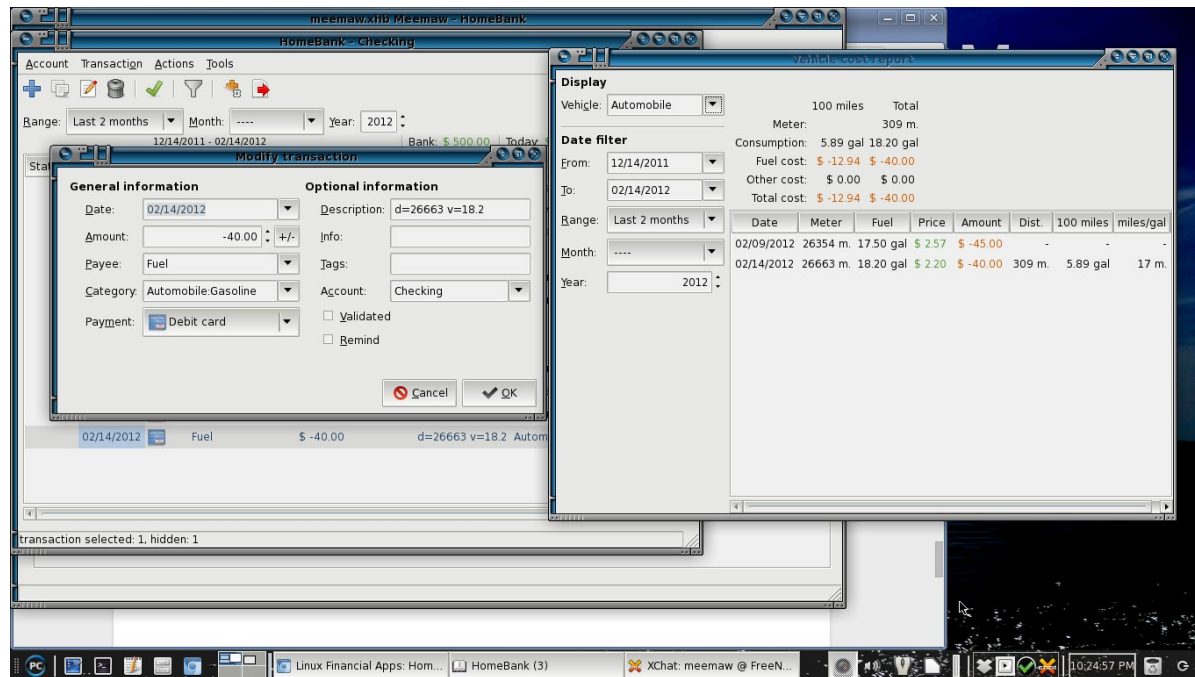 meemaw.xhb Meemaw - HomeBank
HomeBank - Checking
Account Transaction Actions Tools
Range: Last 2 months Month: ---- Year: 2012
12/14/2011 - 02/14/2012 Bank: $ 500.00 Today
Modify transaction
General information Optional information
Date: 02/14/2012 Description: d=26663 v=18.2
Amount: -40.00 +/- Info:
Payee: Fuel Tags:
Category: Automobile:Gasoline Account: Checking
Payment: Debit card Validated
Remind
Cancel OK
02/14/2012 Fuel $ -40.00 d=26663 v=18.2 Autom
transaction selected: 1, hidden: 1
Vehicle cost report
Display
Vehicle: Automobile
Date filter
From: 12/14/2011
To: 02/14/2012
Range: Last 2 months
Month: ----
Year: 2012
100 miles Total
Meter: 309 m.
Consumption: 5.89 gal 18.20 gal
Fuel cost: $ -12.94 $ -40.00
Other cost: $ 0.00 $ 0.00
Total cost: $ -12.94 $ -40.00
Date Meter Fuel Price Amount Dist. 100 miles miles/gal
02/09/2012 26354 m. 17.50 gal $ 2.57 $ -45.00 - - -
02/14/2012 26663 m. 18.20 gal $ 2.20 $ -40.00 309 m. 5.89 gal 17 m.
PC Linux Financial Apps: Hom... HomeBank (3) XChat: meemaw @ FreeN... 10:24:57 PM